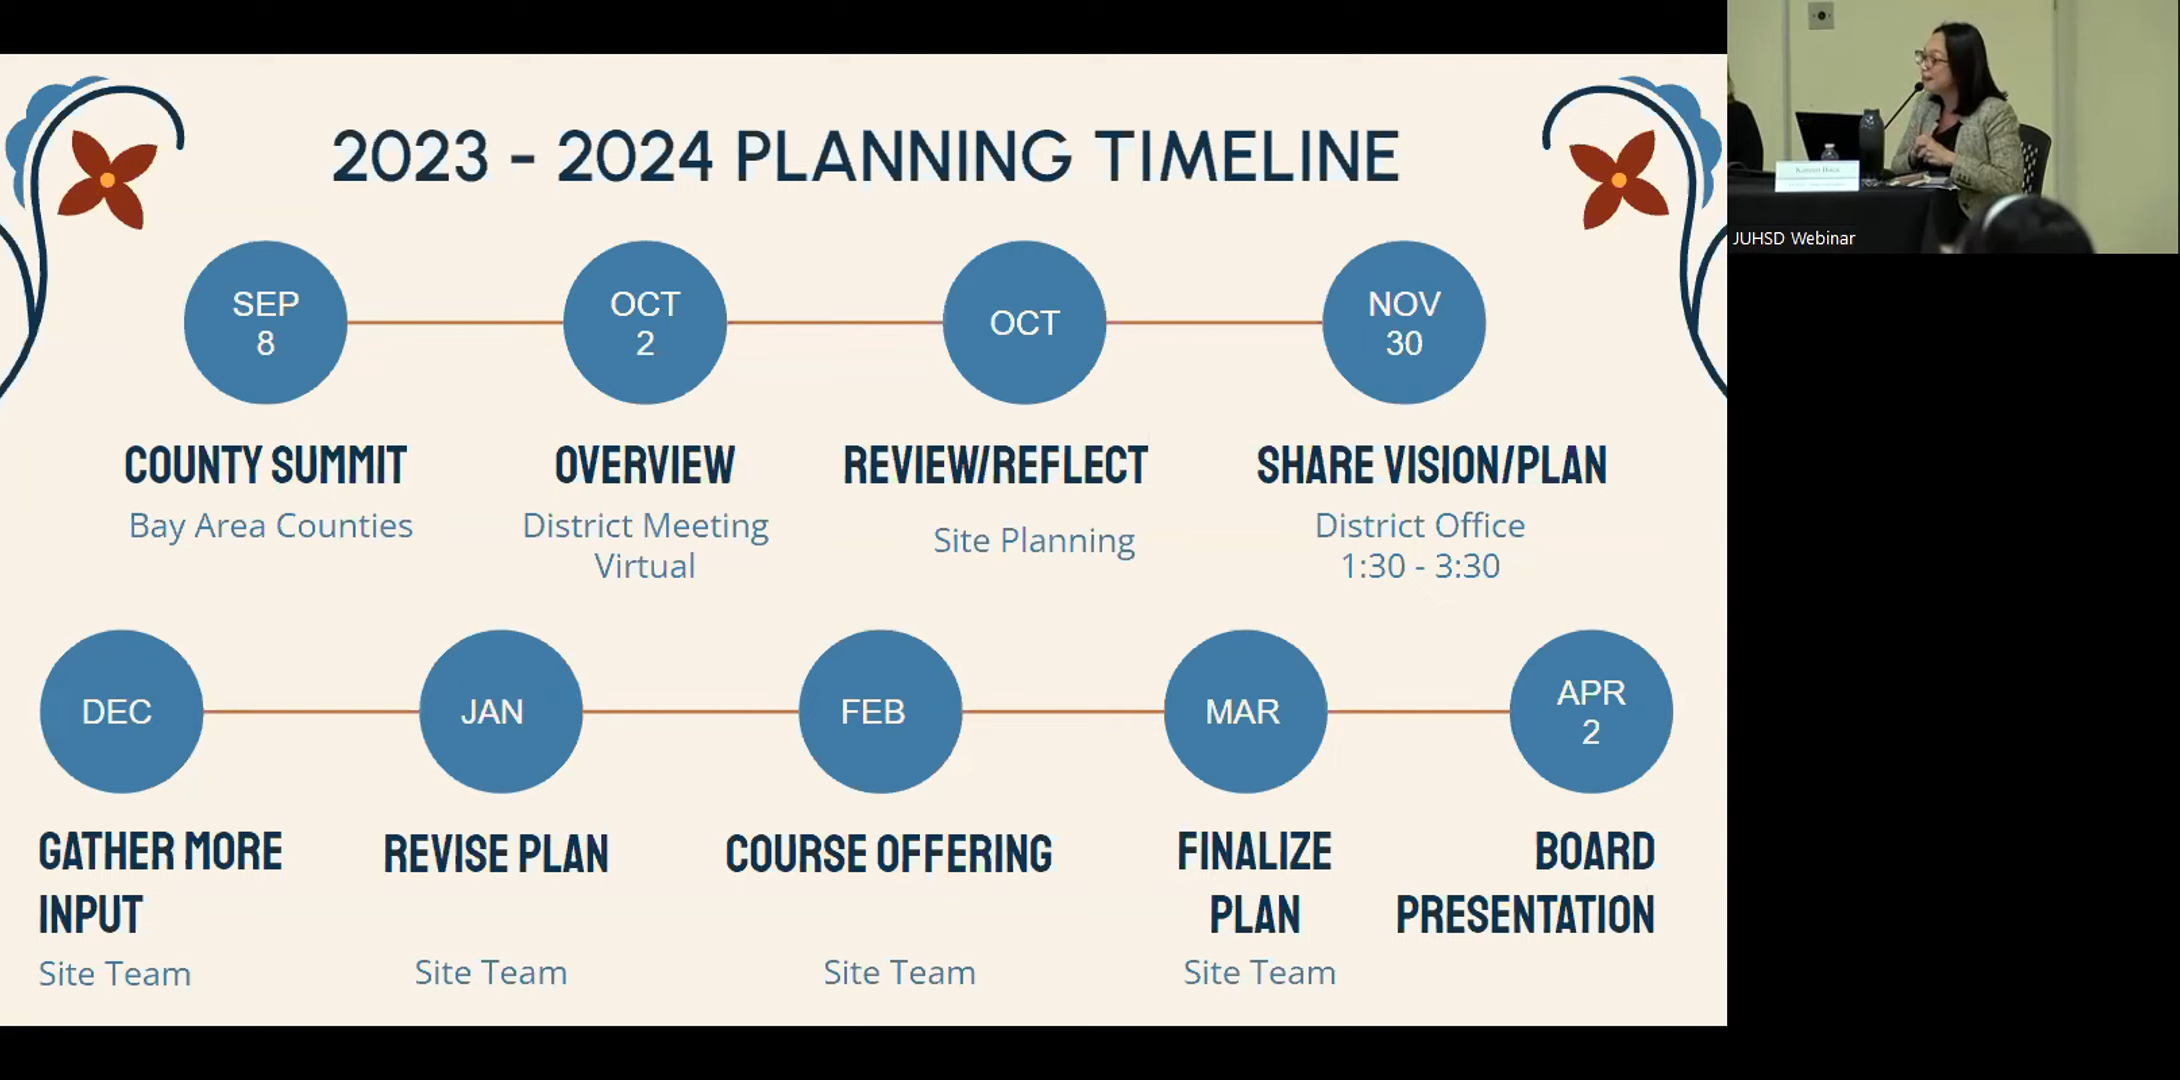 2023 - 2024 PLANNING TIMELINE
SEP
8
OCT
2
OCT
NOV
30
COUNTY SUMMIT
Bay Area Counties
OVERVIEW
District Meeting
Virtual
REVIEW/REFLECT
Site Planning
SHARE VISION/PLAN
District Office
1:30 - 3:30
DEC
JAN
FEB
MAR
APR
2
GATHER MORE
INPUT
Site Team
REVISE PLAN
Site Team
COURSE OFFERING
Site Team
FINALIZE
PLAN
Site Team
BOARD
PRESENTATION
JUHSD Webinar